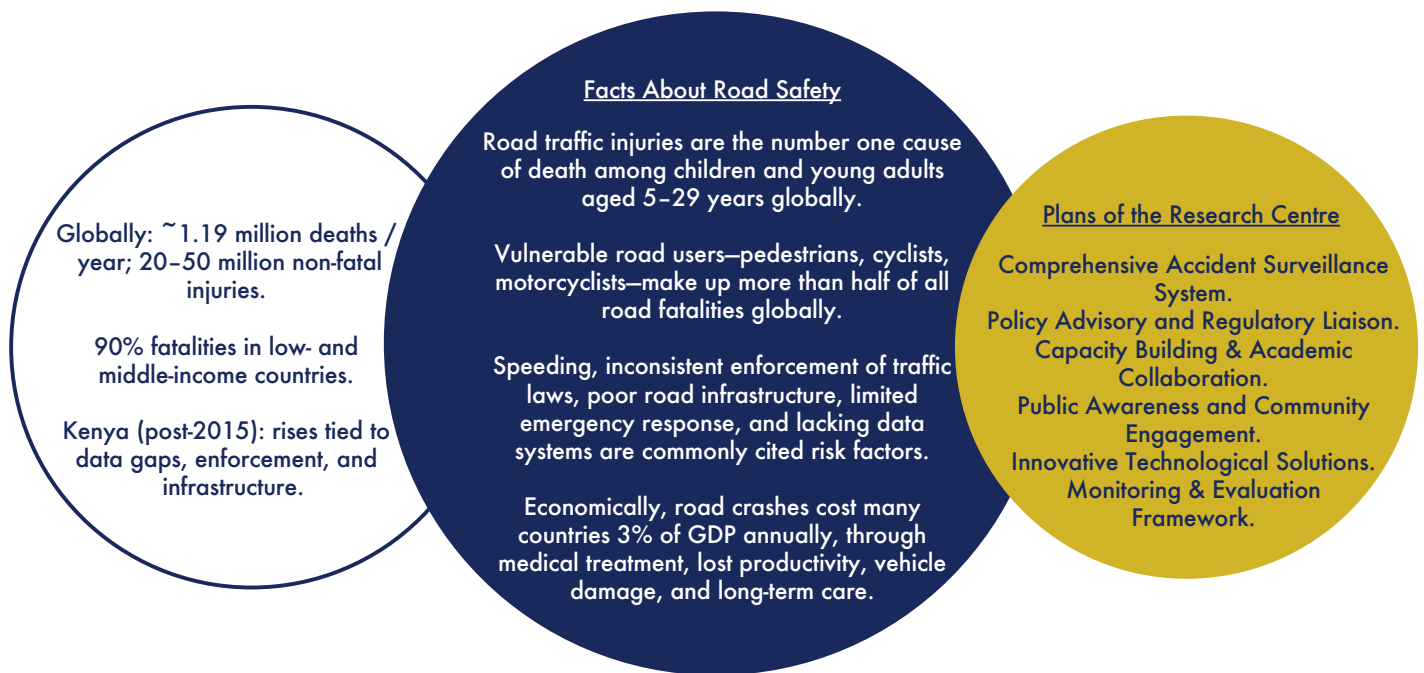 Globally: ~1.19 million deaths /
year; 20–50 million non-fatal
injuries.
90% fatalities in low- and
middle-income countries.
Kenya (post-2015): rises tied to
data gaps, enforcement, and
infrastructure.
Facts About Road Safety
Road traffic injuries are the number one cause
of death among children and young adults
aged 5–29 years globally.
Vulnerable road users—pedestrians, cyclists,
motorcyclists—make up more than half of all
road fatalities globally.
Speeding, inconsistent enforcement of traffic
laws, poor road infrastructure, limited
emergency response, and lacking data
systems are commonly cited risk factors.
Economically, road crashes cost many
countries 3% of GDP annually, through
medical treatment, lost productivity, vehicle
damage, and long-term care.
Plans of the Research Centre
Comprehensive Accident Surveillance
System.
Policy Advisory and Regulatory Liaison.
Capacity Building & Academic
Collaboration.
Public Awareness and Community
Engagement.
Innovative Technological Solutions.
Monitoring & Evaluation
Framework.